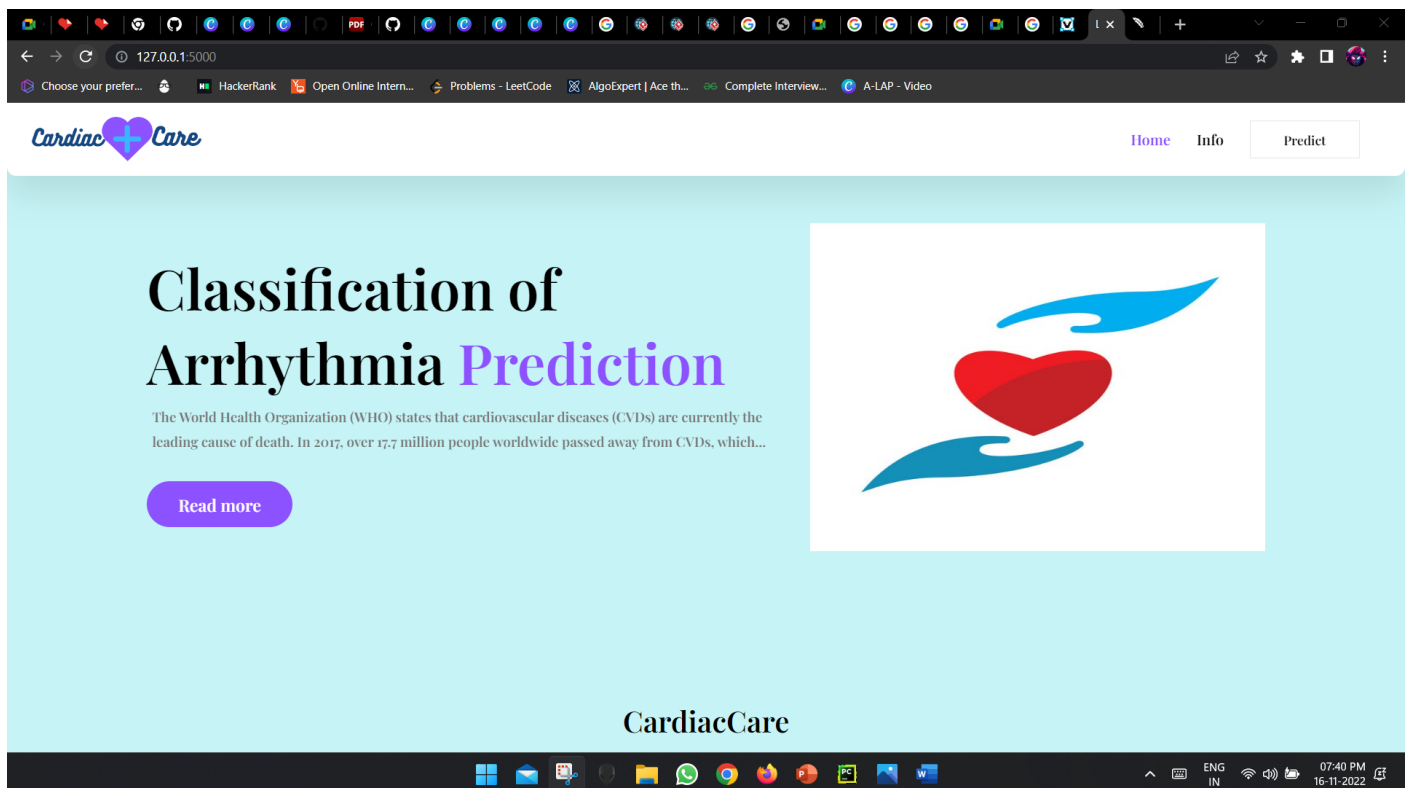 PDF
127.0.0.1:5000
Choose your prefer...
HackerRank
Open Online Intern...
Problems - LeetCode
AlgoExpert | Ace th...
Complete Interview...
A-LAP - Video
Cardiac Care
Home
Info
Predict
Classification of
Arrhythmia Prediction
The World Health Organization (WHO) states that cardiovascular diseases (CVDs) are currently the
leading cause of death. In 2017, over 17.7 million people worldwide passed away from CVDs, which...
Read more
CardiacCare
ENG
IN
07:40 PM
16-11-2022